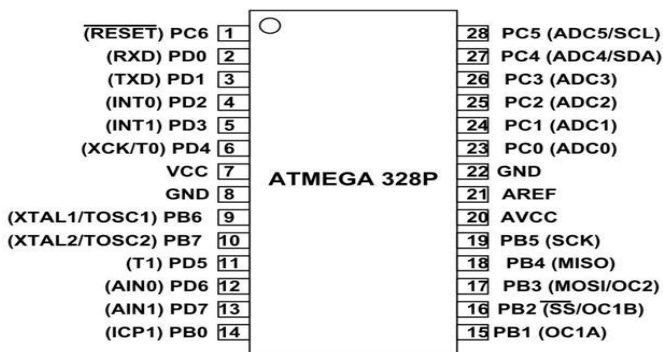 (RESET) PC6 1
(RXD) PD0 2
(TXD) PD1 3
(INT0) PD2 4
(INT1) PD3 5
(XCK/T0) PD4 6
VCC 7
GND 8
(XTAL1/TOSC1) PB6 9
(XTAL2/TOSC2) PB7 10
(T1) PD5 11
(AIN0) PD6 12
(AIN1) PD7 13
(ICP1) PB0 14
ATMEGA 328P
28 PC5 (ADC5/SCL)
27 PC4 (ADC4/SDA)
26 PC3 (ADC3)
25 PC2 (ADC2)
24 PC1 (ADC1)
23 PC0 (ADC0)
22 GND
21 AREF
20 AVCC
19 PB5 (SCK)
18 PB4 (MISO)
17 PB3 (MOSI/OC2)
16 PB2 (SS/OC1B)
15 PB1 (OC1A)